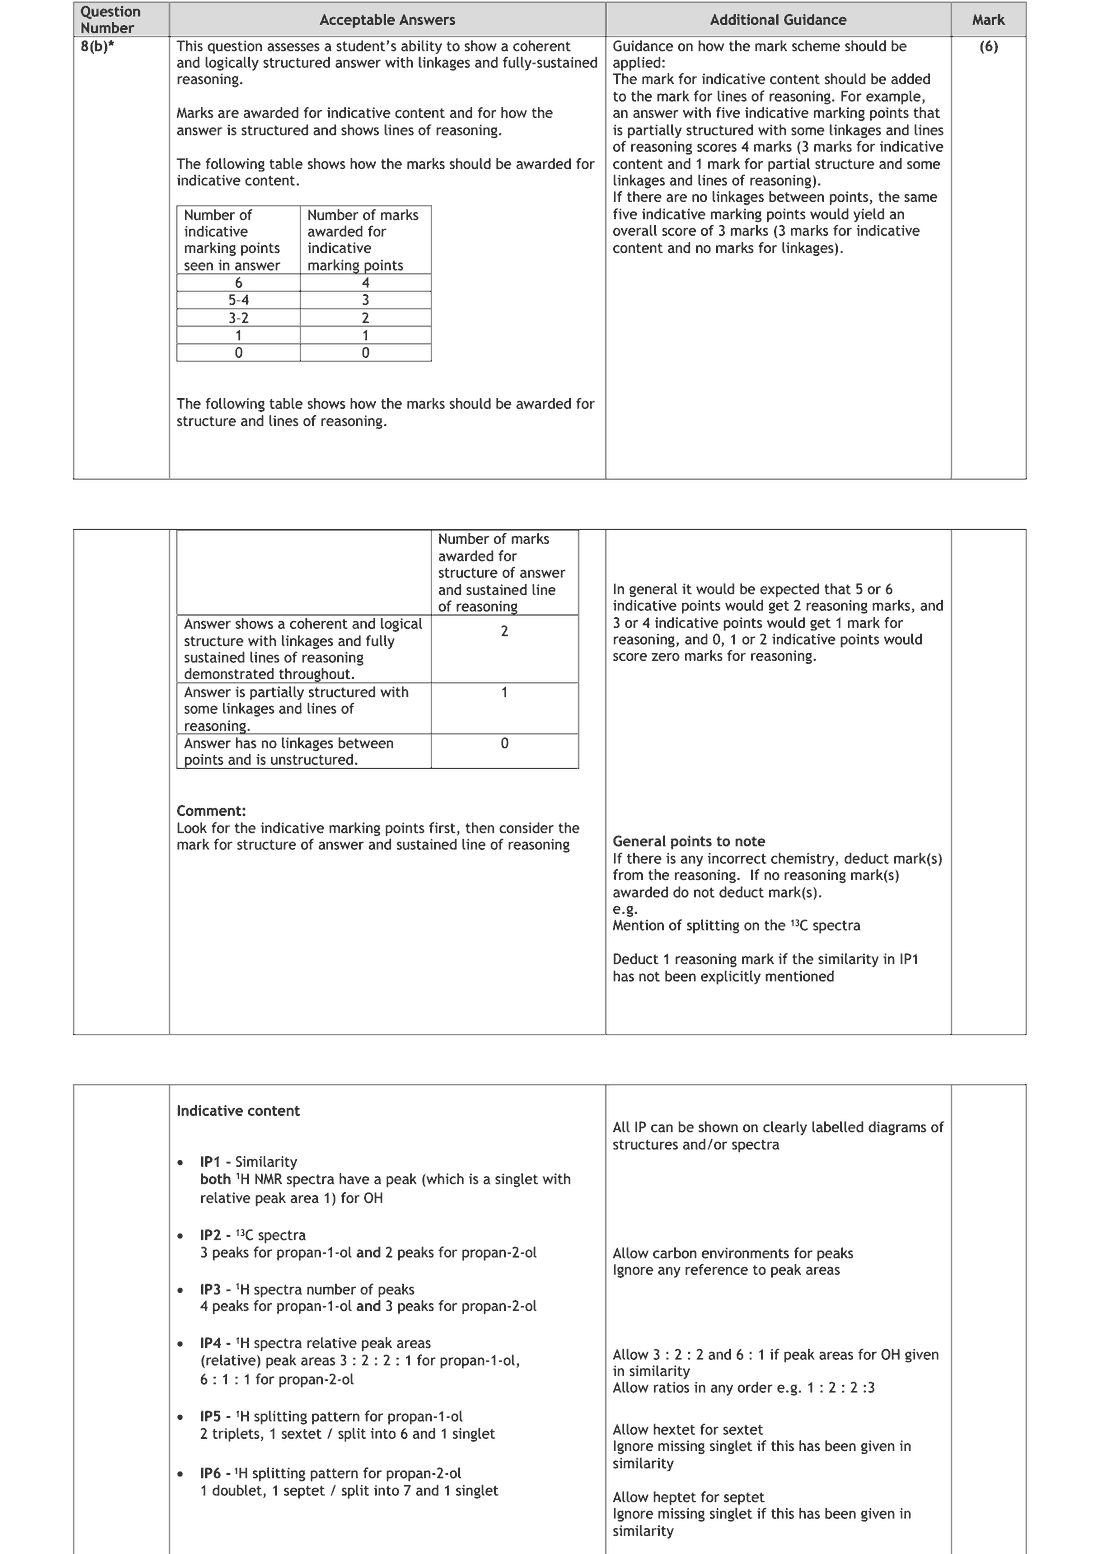 Question Number
Acceptable Answers
Additional Guidance
Mark
8(b)*
This question assesses a student's ability to show a coherent
and logically structured answer with linkages and fully-sustained
reasoning.
Marks are awarded for indicative content and for how the
answer is structured and shows lines of reasoning.
The following table shows how the marks should be awarded for
indicative content.
Number of
indicative
marking points
seen in answer
Number of marks
awarded for
indicative
marking points
6 4
5-4 3
3-2 2
1 1
0 0
The following table shows how the marks should be awarded for
structure and lines of reasoning.
Guidance on how the mark scheme should be
applied:
The mark for indicative content should be added
to the mark for lines of reasoning. For example,
an answer with five indicative marking points that
is partially structured with some linkages and lines
of reasoning scores 4 marks (3 marks for indicative
content and 1 mark for partial structure and some
linkages and lines of reasoning).
If there are no linkages between points, the same
five indicative marking points would yield an
overall score of 3 marks (3 marks for indicative
content and no marks for linkages).
(6)
Number of marks
awarded for
structure of answer
and sustained line
of reasoning
Answer shows a coherent and logical
structure with linkages and fully
sustained lines of reasoning
demonstrated throughout.
2
Answer is partially structured with
some linkages and lines of
reasoning.
1
Answer has no linkages between
points and is unstructured.
0
Comment:
Look for the indicative marking points first, then consider the
mark for structure of answer and sustained line of reasoning
In general it would be expected that 5 or 6
indicative points would get 2 reasoning marks, and
3 or 4 indicative points would get 1 mark for
reasoning, and 0, 1 or 2 indicative points would
score zero marks for reasoning.
General points to note
If there is any incorrect chemistry, deduct mark(s)
from the reasoning. If no reasoning mark(s)
awarded do not deduct mark(s).
e.g.
Mention of splitting on the ¹³C spectra
Deduct 1 reasoning mark if the similarity in IP1
has not been explicitly mentioned
Indicative content
• IP1 - Similarity
both ¹H NMR spectra have a peak (which is a singlet with
relative peak area 1) for OH
• IP2 - ¹³C spectra
3 peaks for propan-1-ol and 2 peaks for propan-2-ol
• IP3 - ¹H spectra number of peaks
4 peaks for propan-1-ol and 3 peaks for propan-2-ol
• IP4 - ¹H spectra relative peak areas
(relative) peak areas 3 : 2 : 2 : 1 for propan-1-ol,
6 : 1 : 1 for propan-2-ol
• IP5 - ¹H splitting pattern for propan-1-ol
2 triplets, 1 sextet / split into 6 and 1 singlet
• IP6 - ¹H splitting pattern for propan-2-ol
1 doublet, 1 septet / split into 7 and 1 singlet
All IP can be shown on clearly labelled diagrams of
structures and/or spectra
Allow carbon environments for peaks
Ignore any reference to peak areas
Allow 3 : 2 : 2 and 6 : 1 if peak areas for OH given
in similarity
Allow ratios in any order e.g. 1 : 2 : 2 :3
Allow hextet for sextet
Ignore missing singlet if this has been given in
similarity
Allow heptet for septet
Ignore missing singlet if this has been given in
similarity